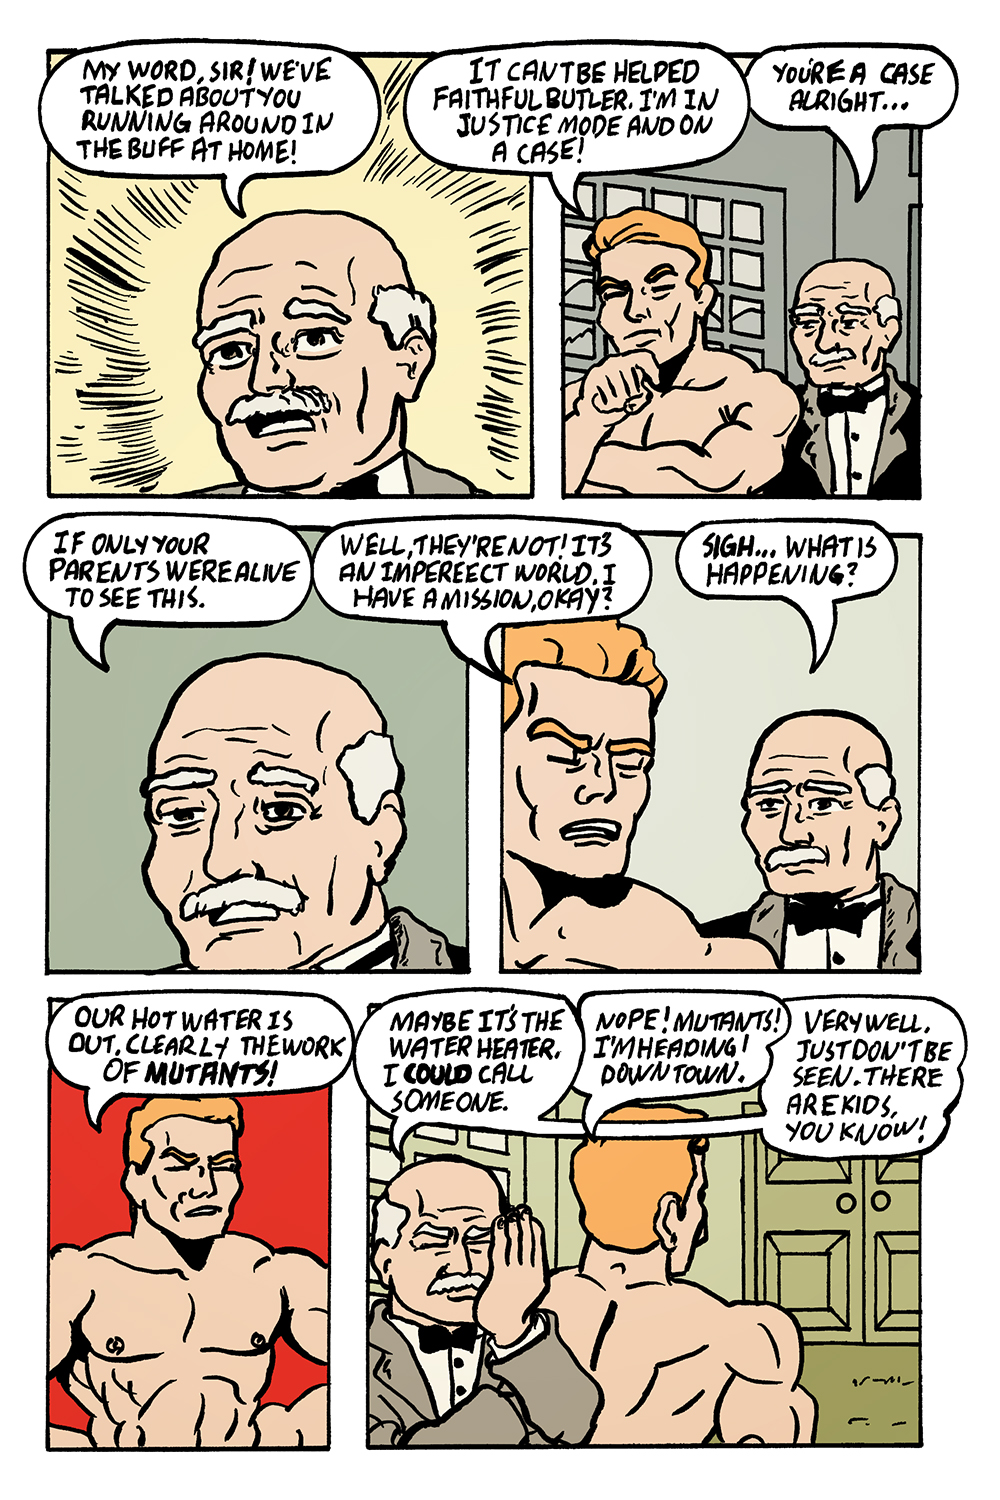 MY WORD, SIR! WE'VE
TALKED ABOUT YOU
RUNNING AROUND IN
THE BUFF AT HOME!
IT CAN'T BE HELPED
FAITHFUL BUTLER. I'M IN
JUSTICE MODE AND ON
A CASE!
YOU'RE A CASE
ALRIGHT...
IF ONLY YOUR
PARENTS WERE ALIVE
TO SEE THIS.
WELL, THEY'RE NOT! IT'S
AN IMPEREECT WORLD. I
HAVE A MISSION, OKAY?
SIGH... WHAT IS
HAPPENING?
OUR HOT WATER IS
OUT. CLEARLY THE WORK
OF MUTANTS!
MAYBE IT'S THE
WATER HEATER.
I COULD CALL
SOMEONE.
NOPE! MUTANTS!
I'M HEADING!
DOWNTOWN.
VERY WELL.
JUST DON'T BE
SEEN. THERE
ARE KIDS,
YOU KNOW!